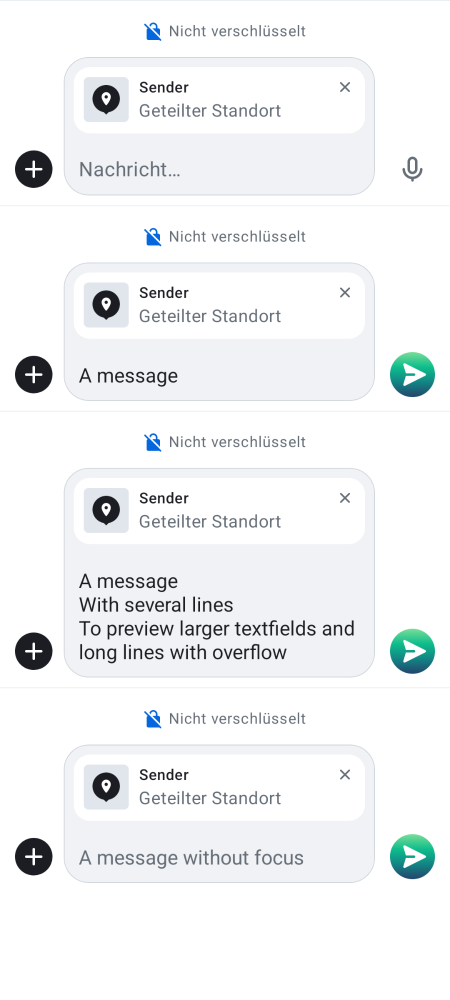 Nicht verschlüsselt
Sender
Geteilter Standort
Nachricht…
Nicht verschlüsselt
Sender
Geteilter Standort
A message
Nicht verschlüsselt
Sender
Geteilter Standort
A message
With several lines
To preview larger textfields and
long lines with overflow
Nicht verschlüsselt
Sender
Geteilter Standort
A message without focus